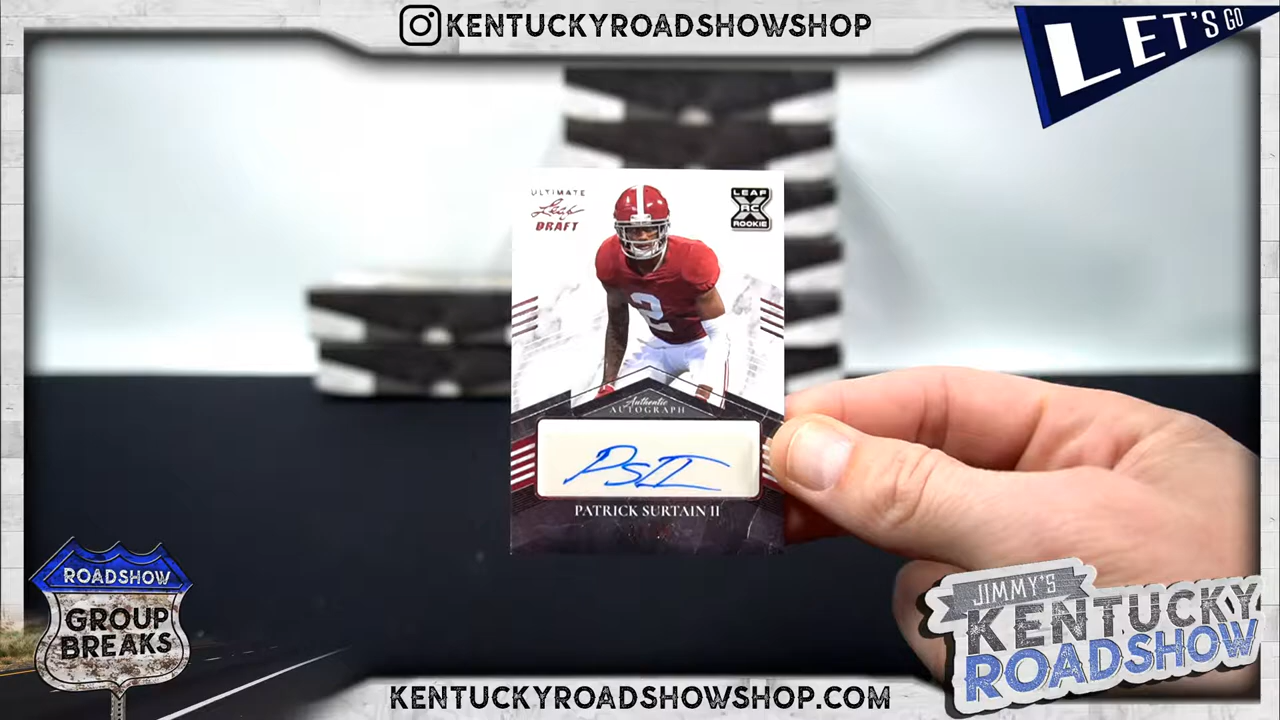 KENTUCKYROADSHOWSHOP
LET'S GO
ULTIMATE
Leaf
DRAFT
LEAF
X
RC
ROOKIE
2
Authentic
AUTOGRAPH
PSII
PATRICK SURTAIN II
ROADSHOW
GROUP
BREAKS
JIMMY'S
KENTUCKY
ROADSHOW
KENTUCKYROADSHOWSHOP.COM